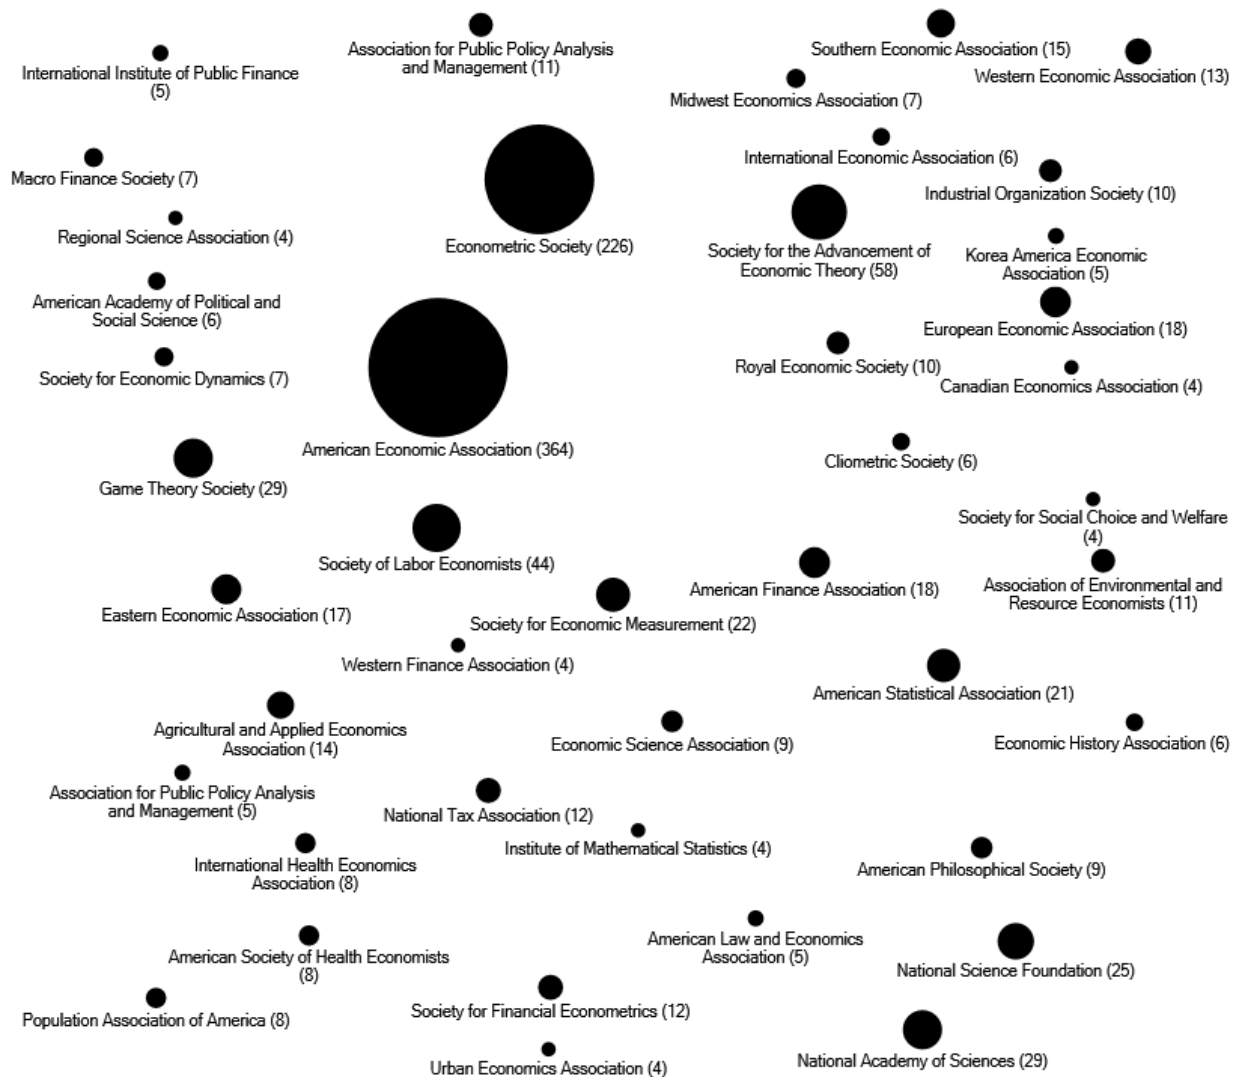 Association for Public Policy Analysis
and Management (11)
Southern Economic Association (15)
International Institute of Public Finance
(5)
Western Economic Association (13)
Midwest Economics Association (7)
International Economic Association (6)
Macro Finance Society (7)
Industrial Organization Society (10)
Regional Science Association (4)
Econometric Society (226)
Society for the Advancement of
Economic Theory (58)
Korea America Economic
Association (5)
American Academy of Political and
Social Science (6)
European Economic Association (18)
Society for Economic Dynamics (7)
Royal Economic Society (10)
Canadian Economics Association (4)
American Economic Association (364)
Cliometric Society (6)
Game Theory Society (29)
Society for Social Choice and Welfare
(4)
Society of Labor Economists (44)
American Finance Association (18)
Association of Environmental and
Resource Economists (11)
Eastern Economic Association (17)
Society for Economic Measurement (22)
Western Finance Association (4)
American Statistical Association (21)
Agricultural and Applied Economics
Association (14)
Economic Science Association (9)
Economic History Association (6)
Association for Public Policy Analysis
and Management (5)
National Tax Association (12)
Institute of Mathematical Statistics (4)
International Health Economics
Association (8)
American Philosophical Society (9)
American Law and Economics
Association (5)
American Society of Health Economists
(8)
National Science Foundation (25)
Society for Financial Econometrics (12)
Population Association of America (8)
National Academy of Sciences (29)
Urban Economics Association (4)